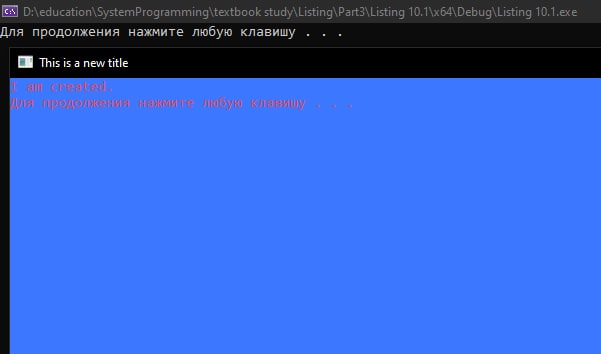 D:\education\SystemProgramming\textbook study\Listing\Part3\Listing 10.1\x64\Debug\Listing 10.1.exe
Для продолжения нажмите любую клавишу . . .
This is a new title
I am created.
Для продолжения нажмите любую клавишу . . .